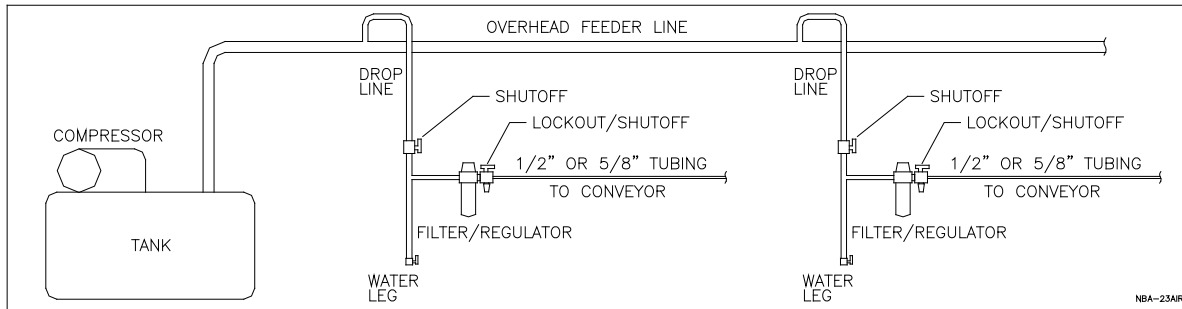 OVERHEAD FEEDER LINE
DROP
LINE
DROP
LINE
SHUTOFF
SHUTOFF
LOCKOUT/SHUTOFF
LOCKOUT/SHUTOFF
COMPRESSOR
1/2" OR 5/8" TUBING
1/2" OR 5/8" TUBING
TO CONVEYOR
TO CONVEYOR
TANK
FILTER/REGULATOR
FILTER/REGULATOR
WATER
LEG
WATER
LEG
NBA-23AIR